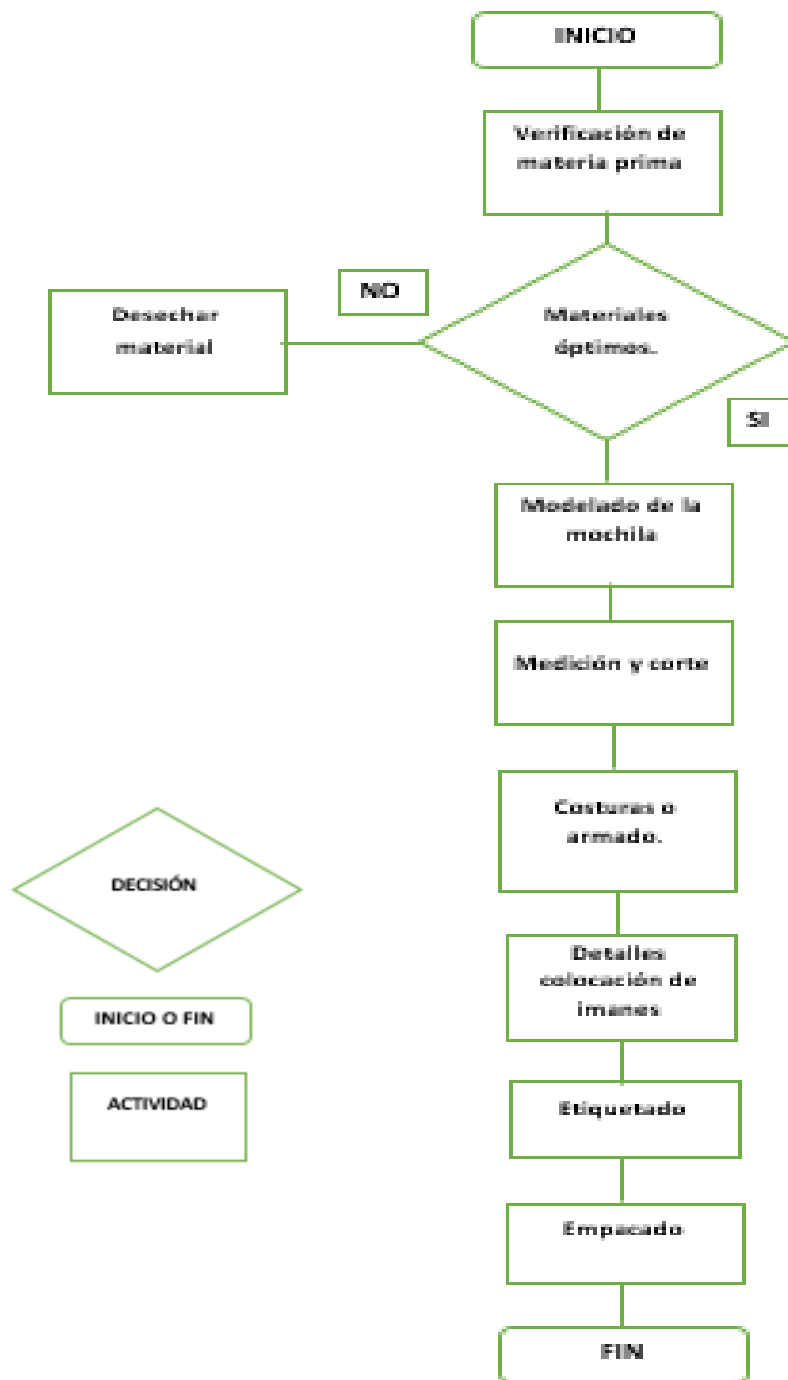 INICIO
Verificación de
materia prima
NO
Desechar
material
Materiales
óptimos.
SI
Modelado de la
mochila
Medición y corte
Costuras o
armado.
DECISIÓN
Detalles
colocación de
imanes
INICIO O FIN
ACTIVIDAD
Etiquetado
Empacado
FIN